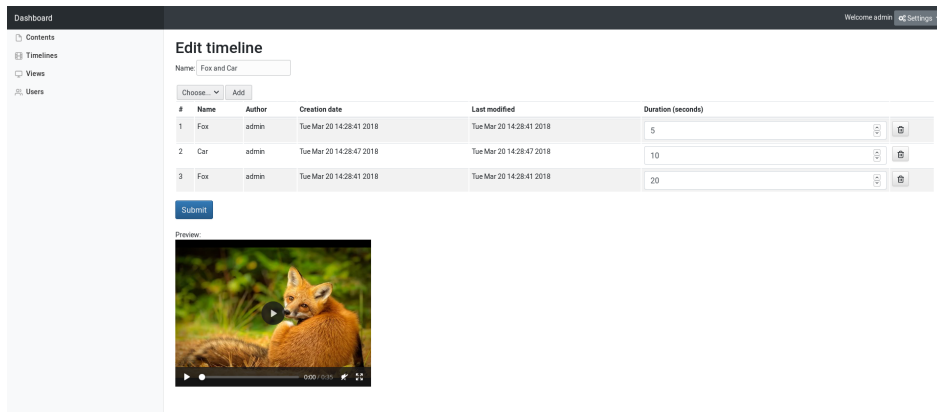 Dashboard
Welcome admin Settings
Contents
Timelines
Views
Users
Edit timeline
Name: Fox and Car
Choose... Add
# Name Author Creation date Last modified Duration (seconds)
1 Fox admin Tue Mar 20 14:28:41 2018 Tue Mar 20 14:28:41 2018 5
2 Car admin Tue Mar 20 14:28:47 2018 Tue Mar 20 14:28:47 2018 10
3 Fox admin Tue Mar 20 14:28:41 2018 Tue Mar 20 14:28:41 2018 20
Submit
Preview:
0:00 / 0:35